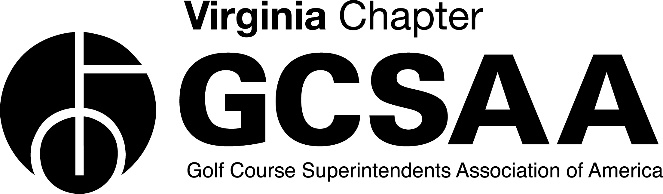 Virginia Chapter
GCSAA
Golf Course Superintendents Association of America